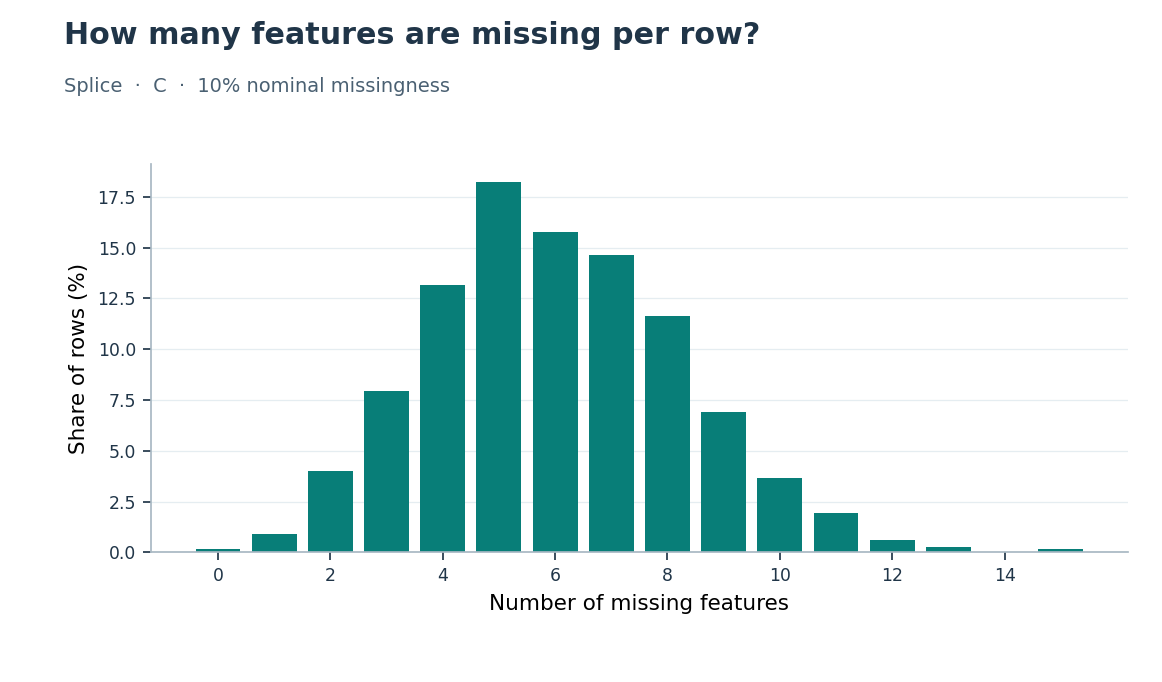 How many features are missing per row?
Splice · C · 10% nominal missingness
17.5
15.0
12.5
10.0
7.5
5.0
2.5
0.0
Share of rows (%)
0 2 4 6 8 10 12 14
Number of missing features